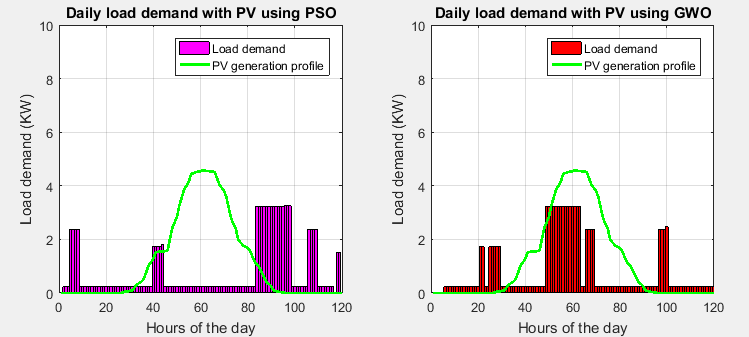 Daily load demand with PV using PSO
10
8
6
4
2
0
Load demand (KW)
Load demand
PV generation profile
0 20 40 60 80 100 120
Hours of the day
Daily load demand with PV using GWO
10
8
6
4
2
0
Load demand (KW)
Load demand
PV generation profile
0 20 40 60 80 100 120
Hours of the day